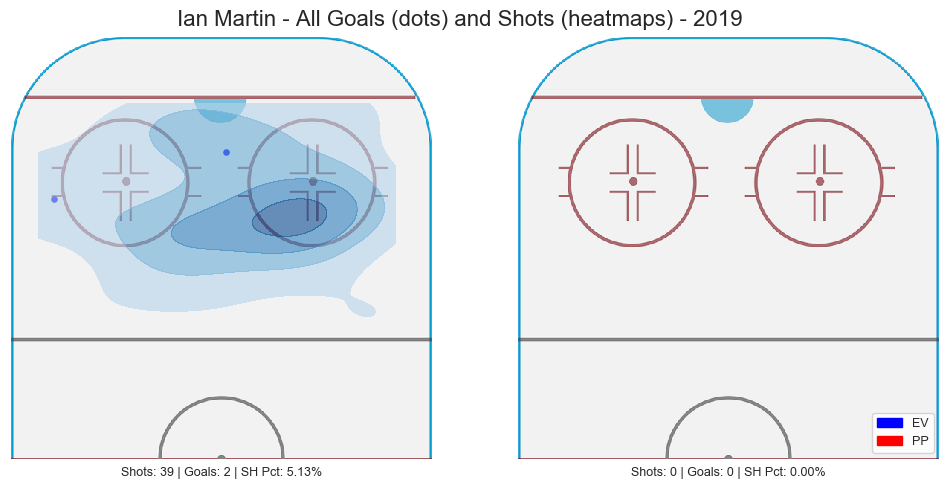 Ian Martin - All Goals (dots) and Shots (heatmaps) - 2019
EV
PP
Shots: 39 | Goals: 2 | SH Pct: 5.13%
Shots: 0 | Goals: 0 | SH Pct: 0.00%